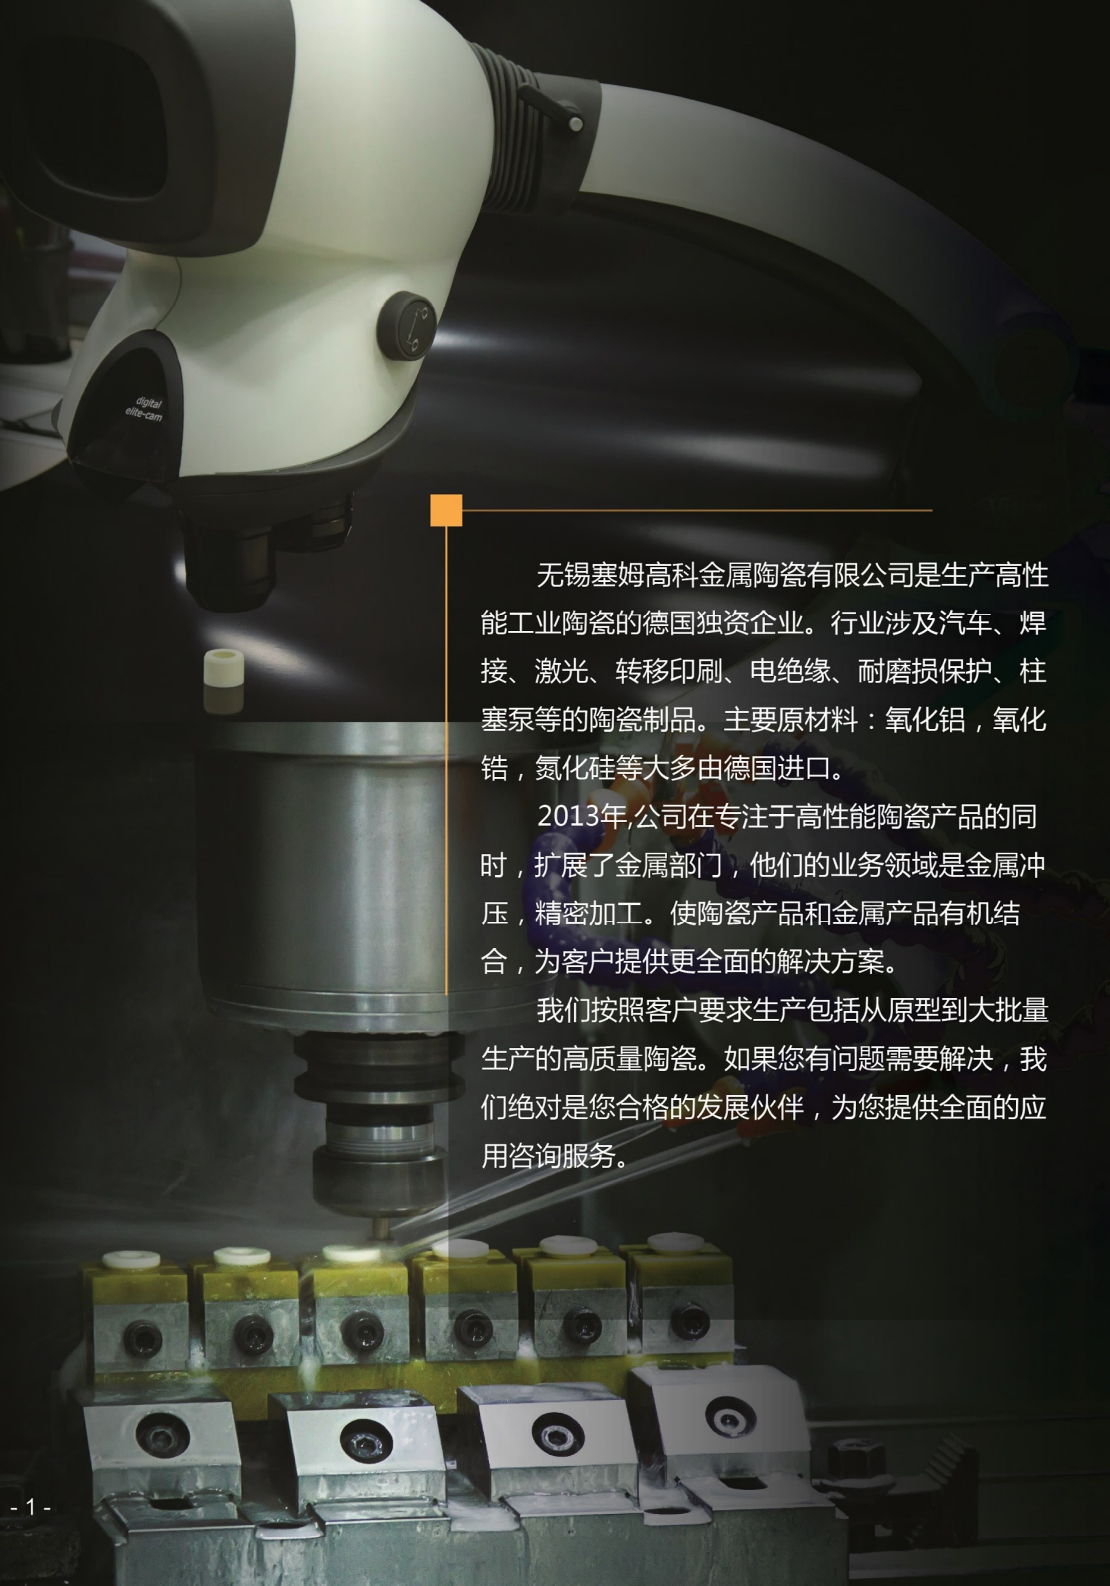 digital
elite-cam
无锡塞姆高科金属陶瓷有限公司是生产高性
能工业陶瓷的德国独资企业。行业涉及汽车、焊
接、激光、转移印刷、电绝缘、耐磨损保护、柱
塞泵等的陶瓷制品。主要原材料：氧化铝，氧化
锆，氮化硅等大多由德国进口。
2013年,公司在专注于高性能陶瓷产品的同
时，扩展了金属部门，他们的业务领域是金属冲
压，精密加工。使陶瓷产品和金属产品有机结
合，为客户提供更全面的解决方案。
我们按照客户要求生产包括从原型到大批量
生产的高质量陶瓷。如果您有问题需要解决，我
们绝对是您合格的发展伙伴，为您提供全面的应
用咨询服务。
- 1 -